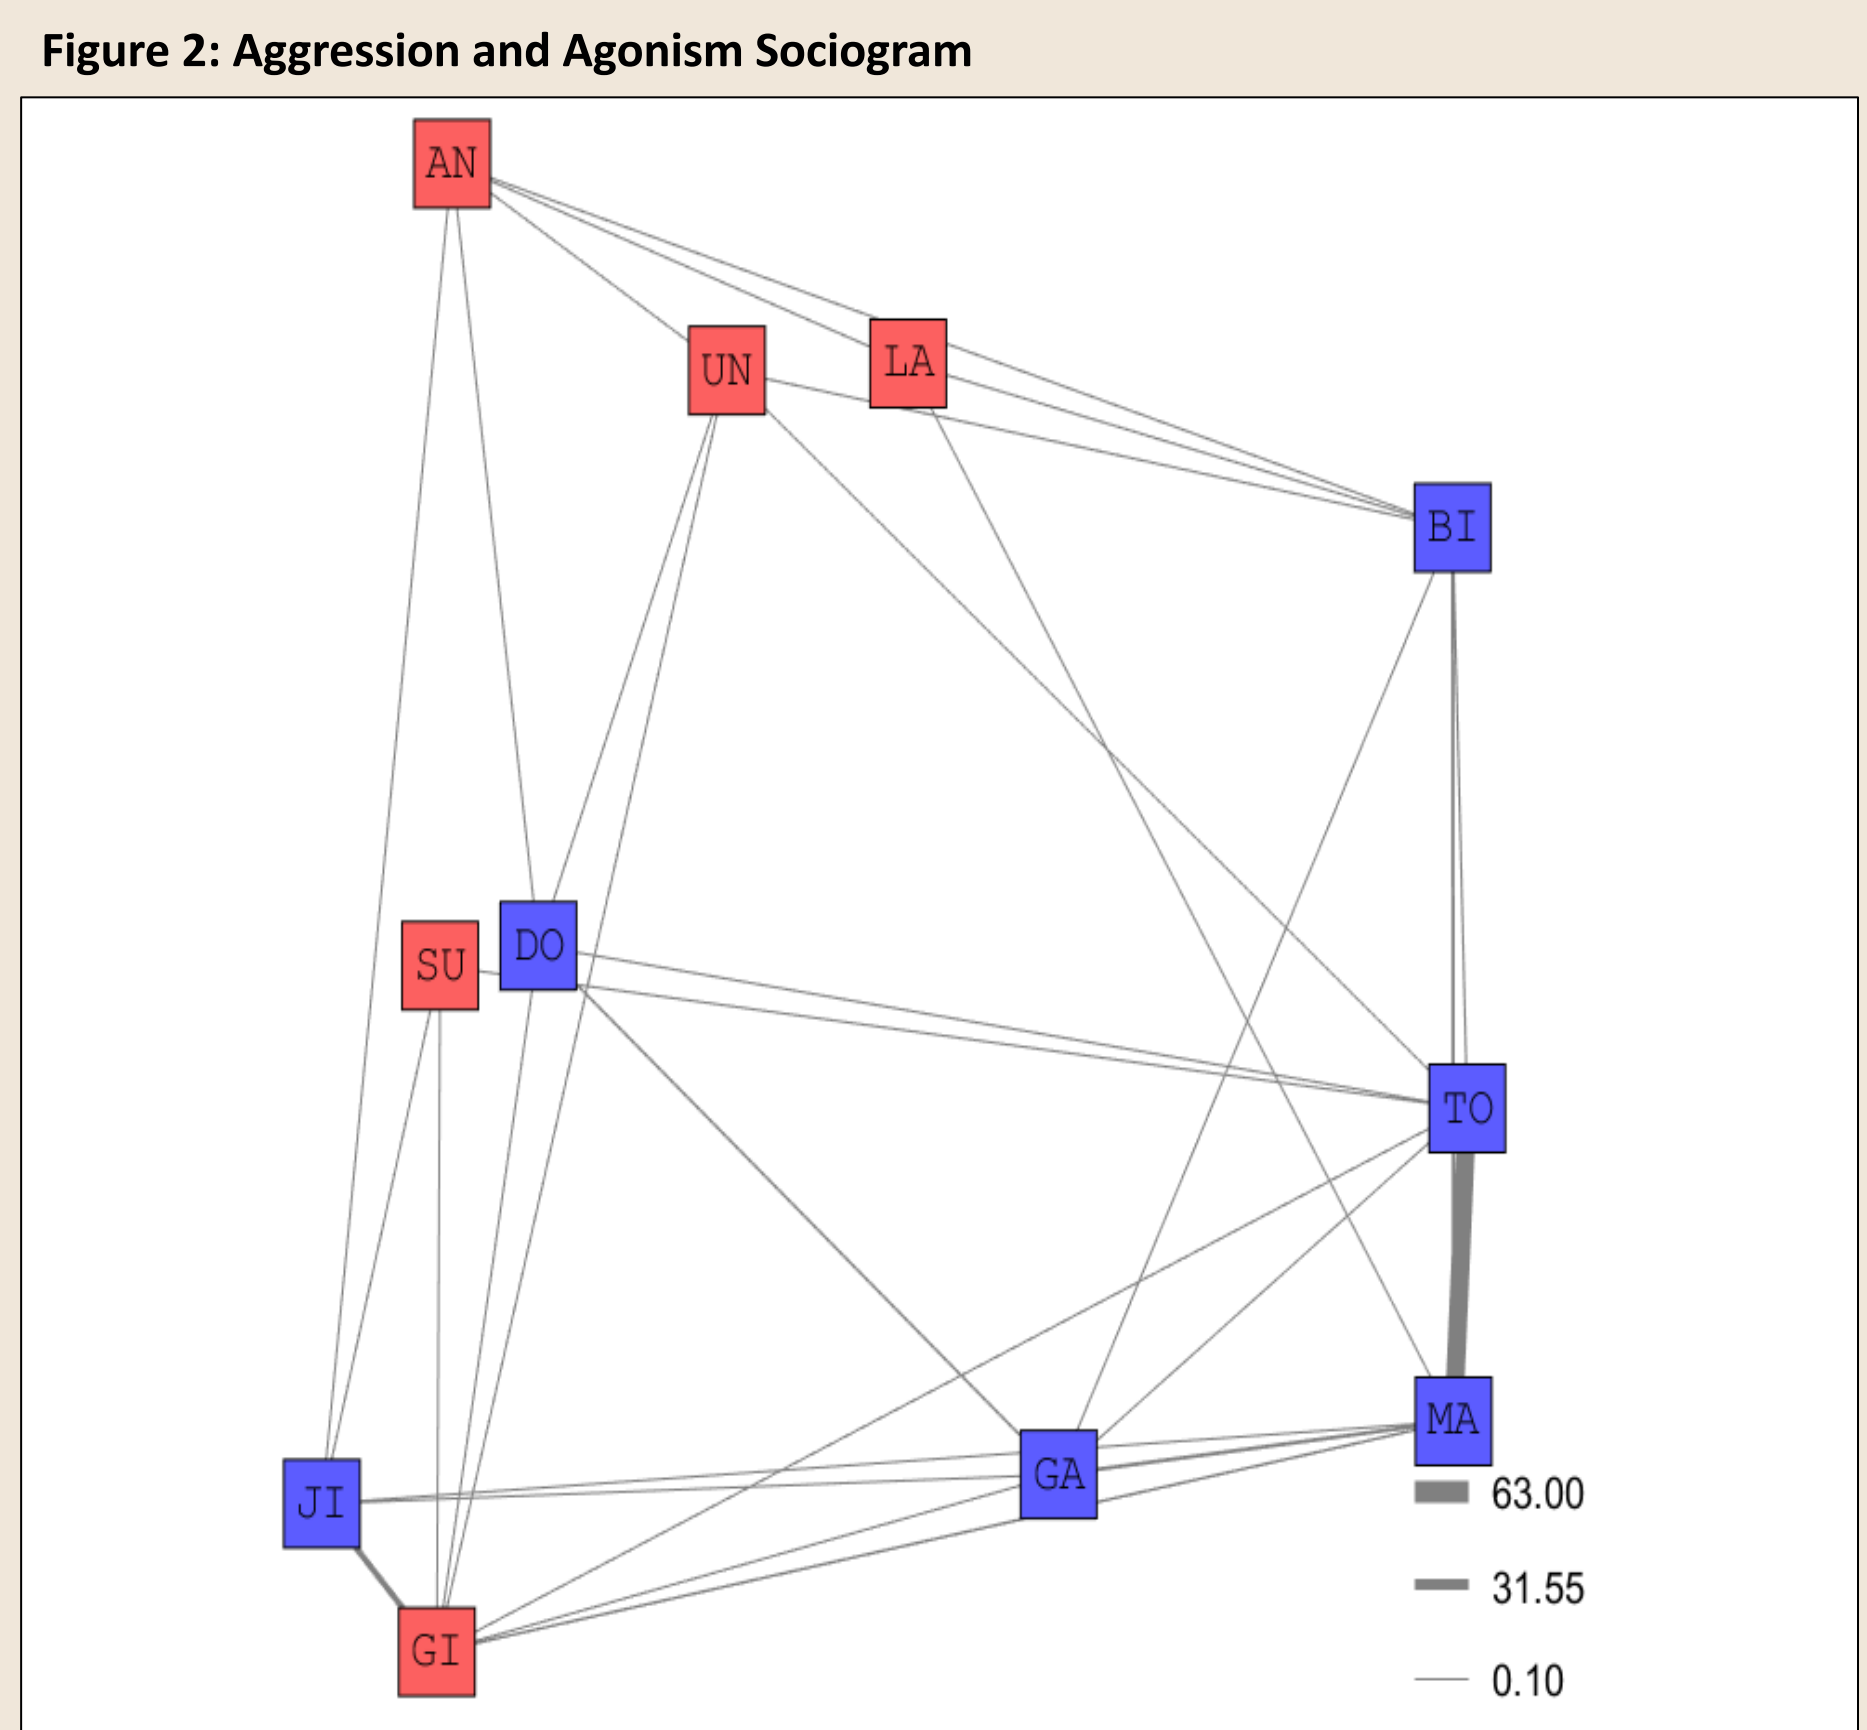 Figure 2: Aggression and Agonism Sociogram
AN
UN
LA
BI
SU
DO
TO
MA
GA
JI
GI
63.00
31.55
0.10